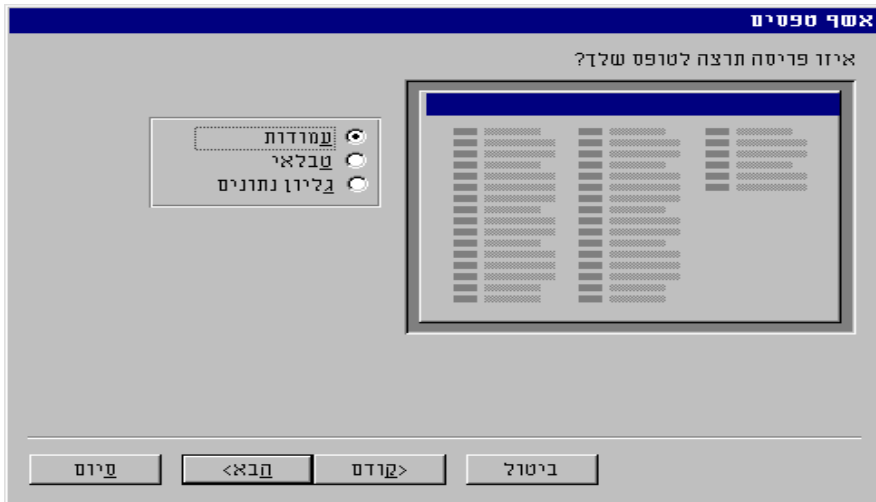 אשף טפסים
איזו פריסה תרצה לטופס שלך?
עמודות
טבלאי
גליון נתונים
ביטול
<קודם
הבא>
סיום